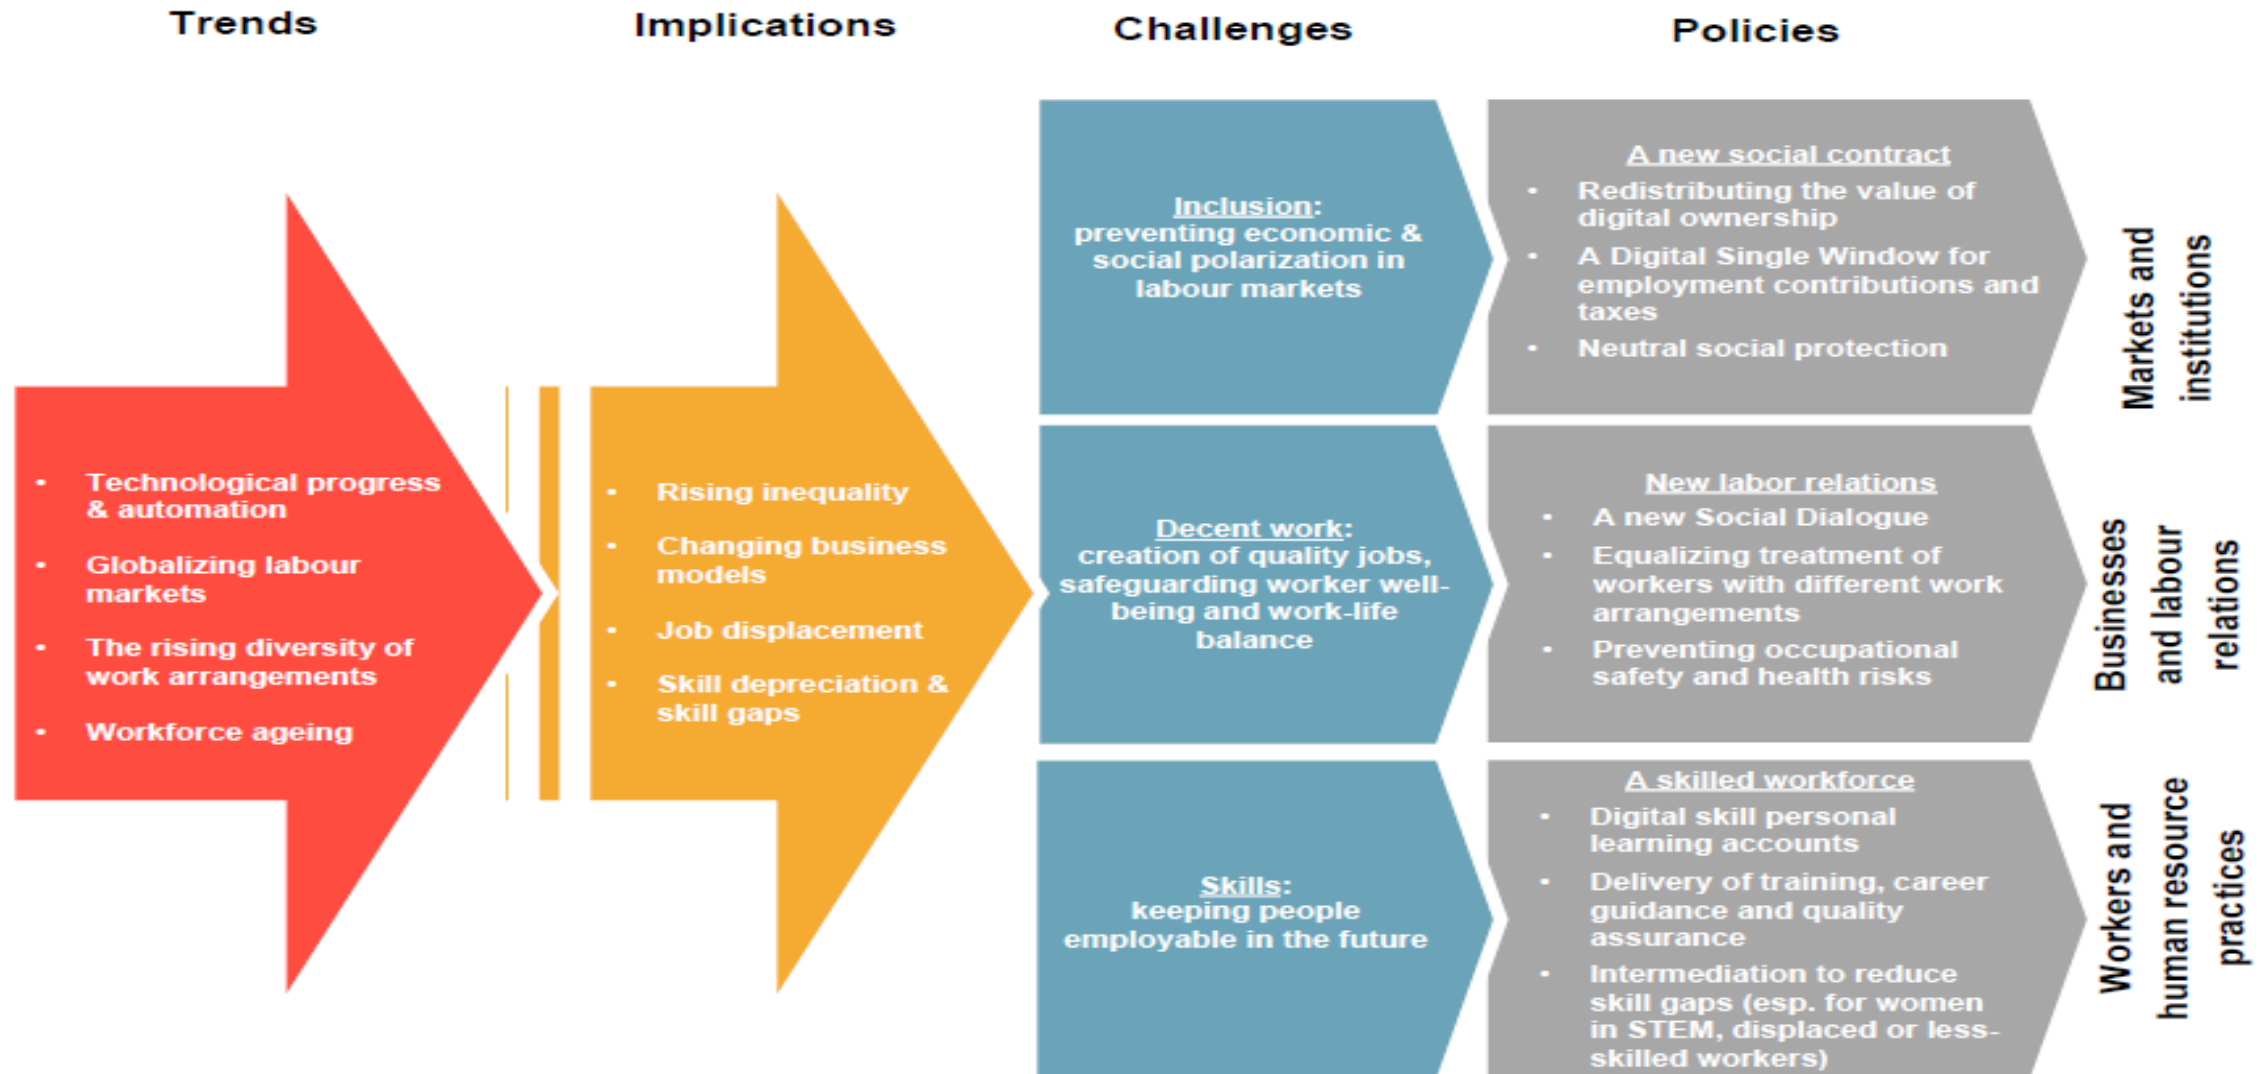 Trends
Implications
Challenges
Policies
• Technological progress
& automation
• Globalizing labour
markets
• The rising diversity of
work arrangements
• Workforce ageing
• Rising inequality
• Changing business
models
• Job displacement
• Skill depreciation &
skill gaps
Inclusion:
preventing economic &
social polarization in
labour markets
Decent work:
creation of quality jobs,
safeguarding worker well-
being and work-life
balance
Skills:
keeping people
employable in the future
A new social contract
• Redistributing the value of
digital ownership
• A Digital Single Window for
employment contributions and
taxes
• Neutral social protection
New labor relations
• A new Social Dialogue
• Equalizing treatment of
workers with different work
arrangements
• Preventing occupational
safety and health risks
A skilled workforce
• Digital skill personal
learning accounts
• Delivery of training, career
guidance and quality
assurance
• Intermediation to reduce
skill gaps (esp. for women
in STEM, displaced or less-
skilled workers)
Markets and
institutions
Businesses
and labour
relations
Workers and
human resource
practices